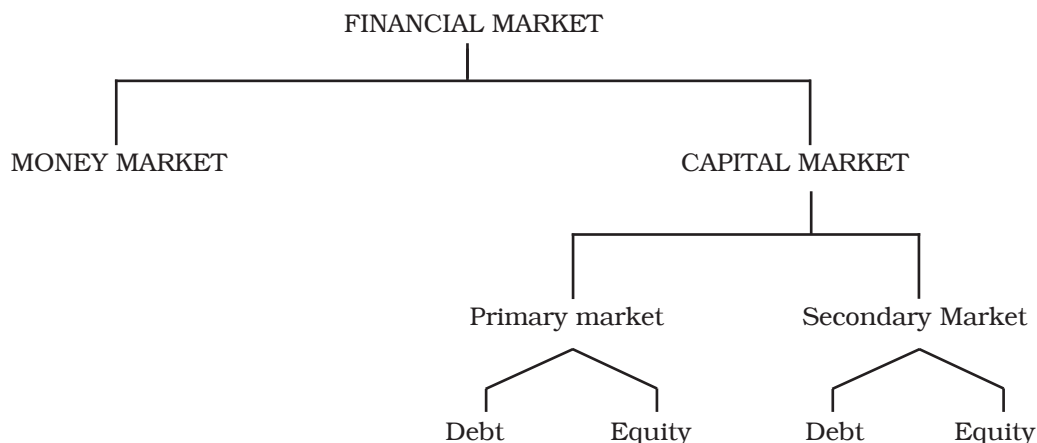 FINANCIAL MARKET
MONEY MARKET
CAPITAL MARKET
Primary market
Secondary Market
Debt
Equity
Debt
Equity